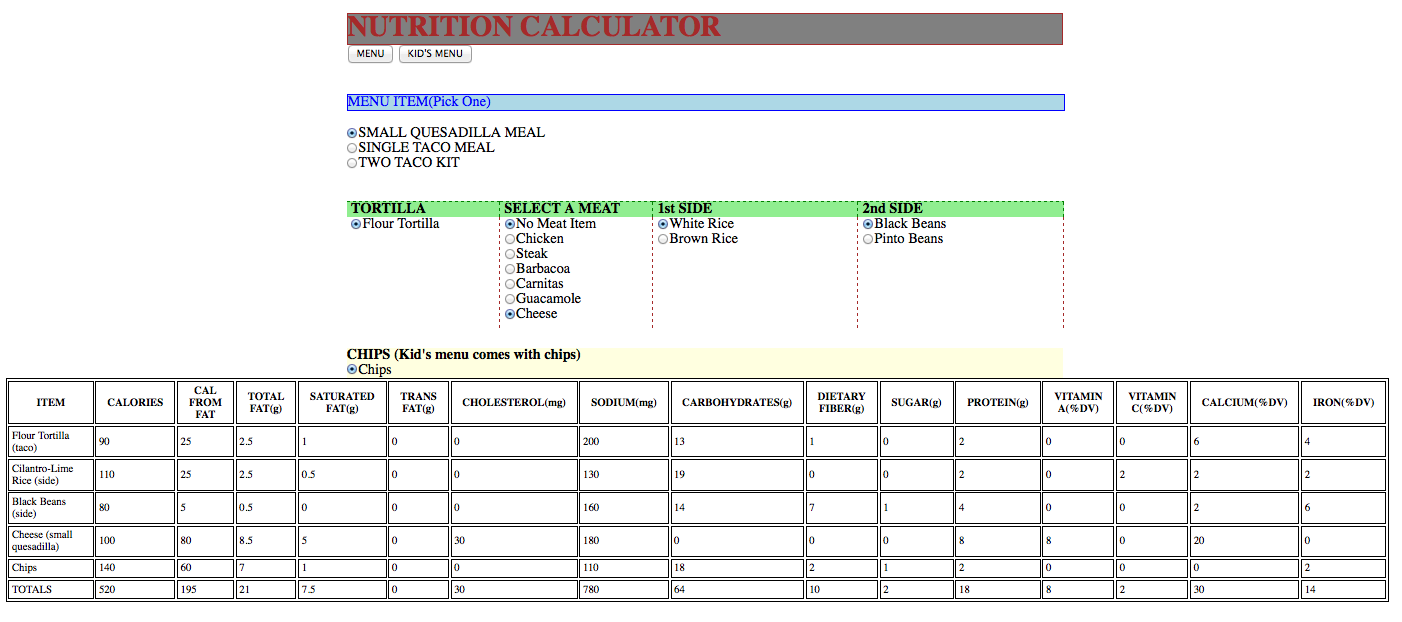 NUTRITION CALCULATOR
MENU KID'S MENU
MENU ITEM(Pick One)
SMALL QUESADILLA MEAL
SINGLE TACO MEAL
TWO TACO KIT
TORTILLA SELECT A MEAT 1st SIDE 2nd SIDE
Flour Tortilla No Meat Item White Rice Black Beans
Chicken Brown Rice Pinto Beans
Steak
Barbacoa
Carnitas
Guacamole
Cheese
CHIPS (Kid's menu comes with chips)
Chips
ITEM CALORIES CAL FROM FAT TOTAL FAT(g) SATURATED FAT(g) TRANS FAT(g) CHOLESTEROL(mg) SODIUM(mg) CARBOHYDRATES(g) DIETARY FIBER(g) SUGAR(g) PROTEIN(g) VITAMIN A(%DV) VITAMIN C(%DV) CALCIUM(%DV) IRON(%DV)
Flour Tortilla (taco) 90 25 2.5 1 0 0 200 13 1 0 2 0 0 6 4
Cilantro-Lime Rice (side) 110 25 2.5 0.5 0 0 130 19 0 0 2 0 2 2 2
Black Beans (side) 80 5 0.5 0 0 0 160 14 7 1 4 0 0 2 6
Cheese (small quesadilla) 100 80 8.5 5 0 30 180 0 0 0 8 8 0 20 0
Chips 140 60 7 1 0 0 110 18 2 1 2 0 0 0 2
TOTALS 520 195 21 7.5 0 30 780 64 10 2 18 8 2 30 14